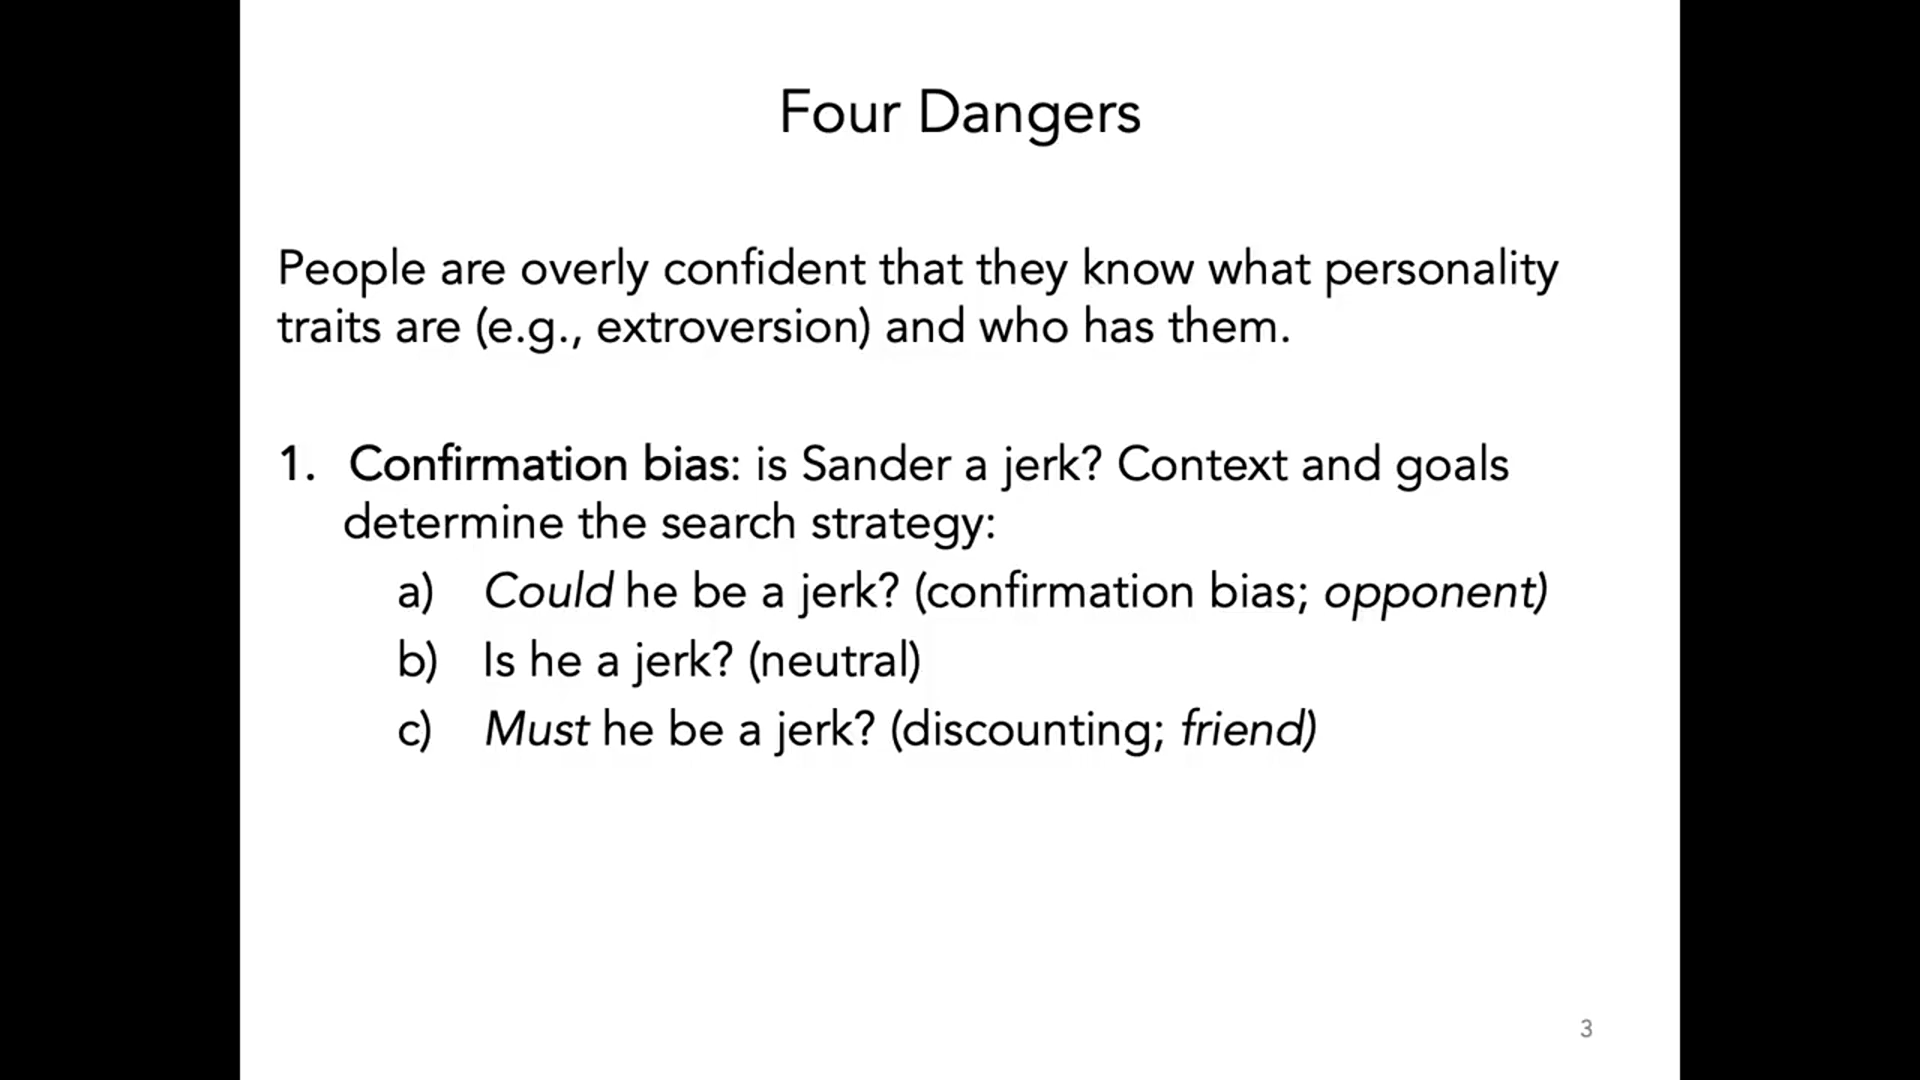 Four Dangers
People are overly confident that they know what personality
traits are (e.g., extroversion) and who has them.
1. Confirmation bias: is Sander a jerk? Context and goals
determine the search strategy:
a) Could he be a jerk? (confirmation bias; opponent)
b) Is he a jerk? (neutral)
c) Must he be a jerk? (discounting; friend)
3